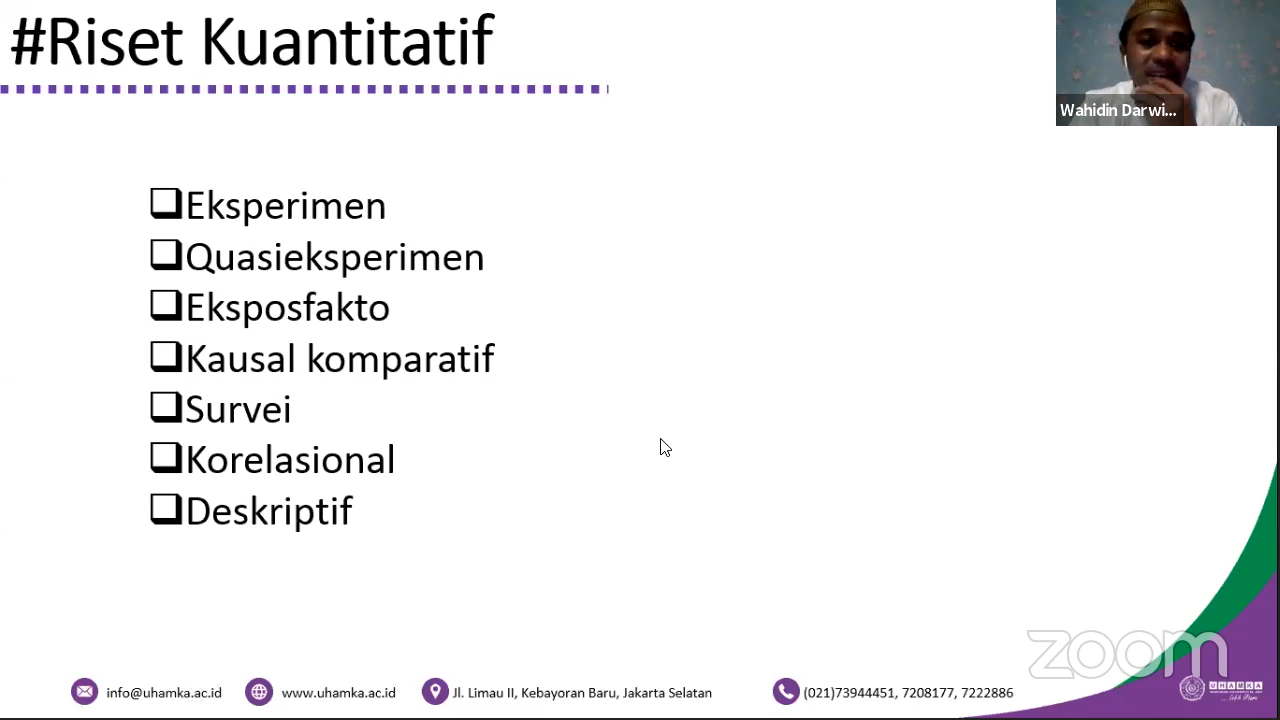 #Riset Kuantitatif
Wahidin Darwi...
Eksperimen
Quasieksperimen
Eksposfakto
Kausal komparatif
Survei
Korelasional
Deskriptif
zoom
info@uhamka.ac.id
www.uhamka.ac.id
Jl. Limau II, Kebayoran Baru, Jakarta Selatan
(021)73944451, 7208177, 7222886
UHAMKA